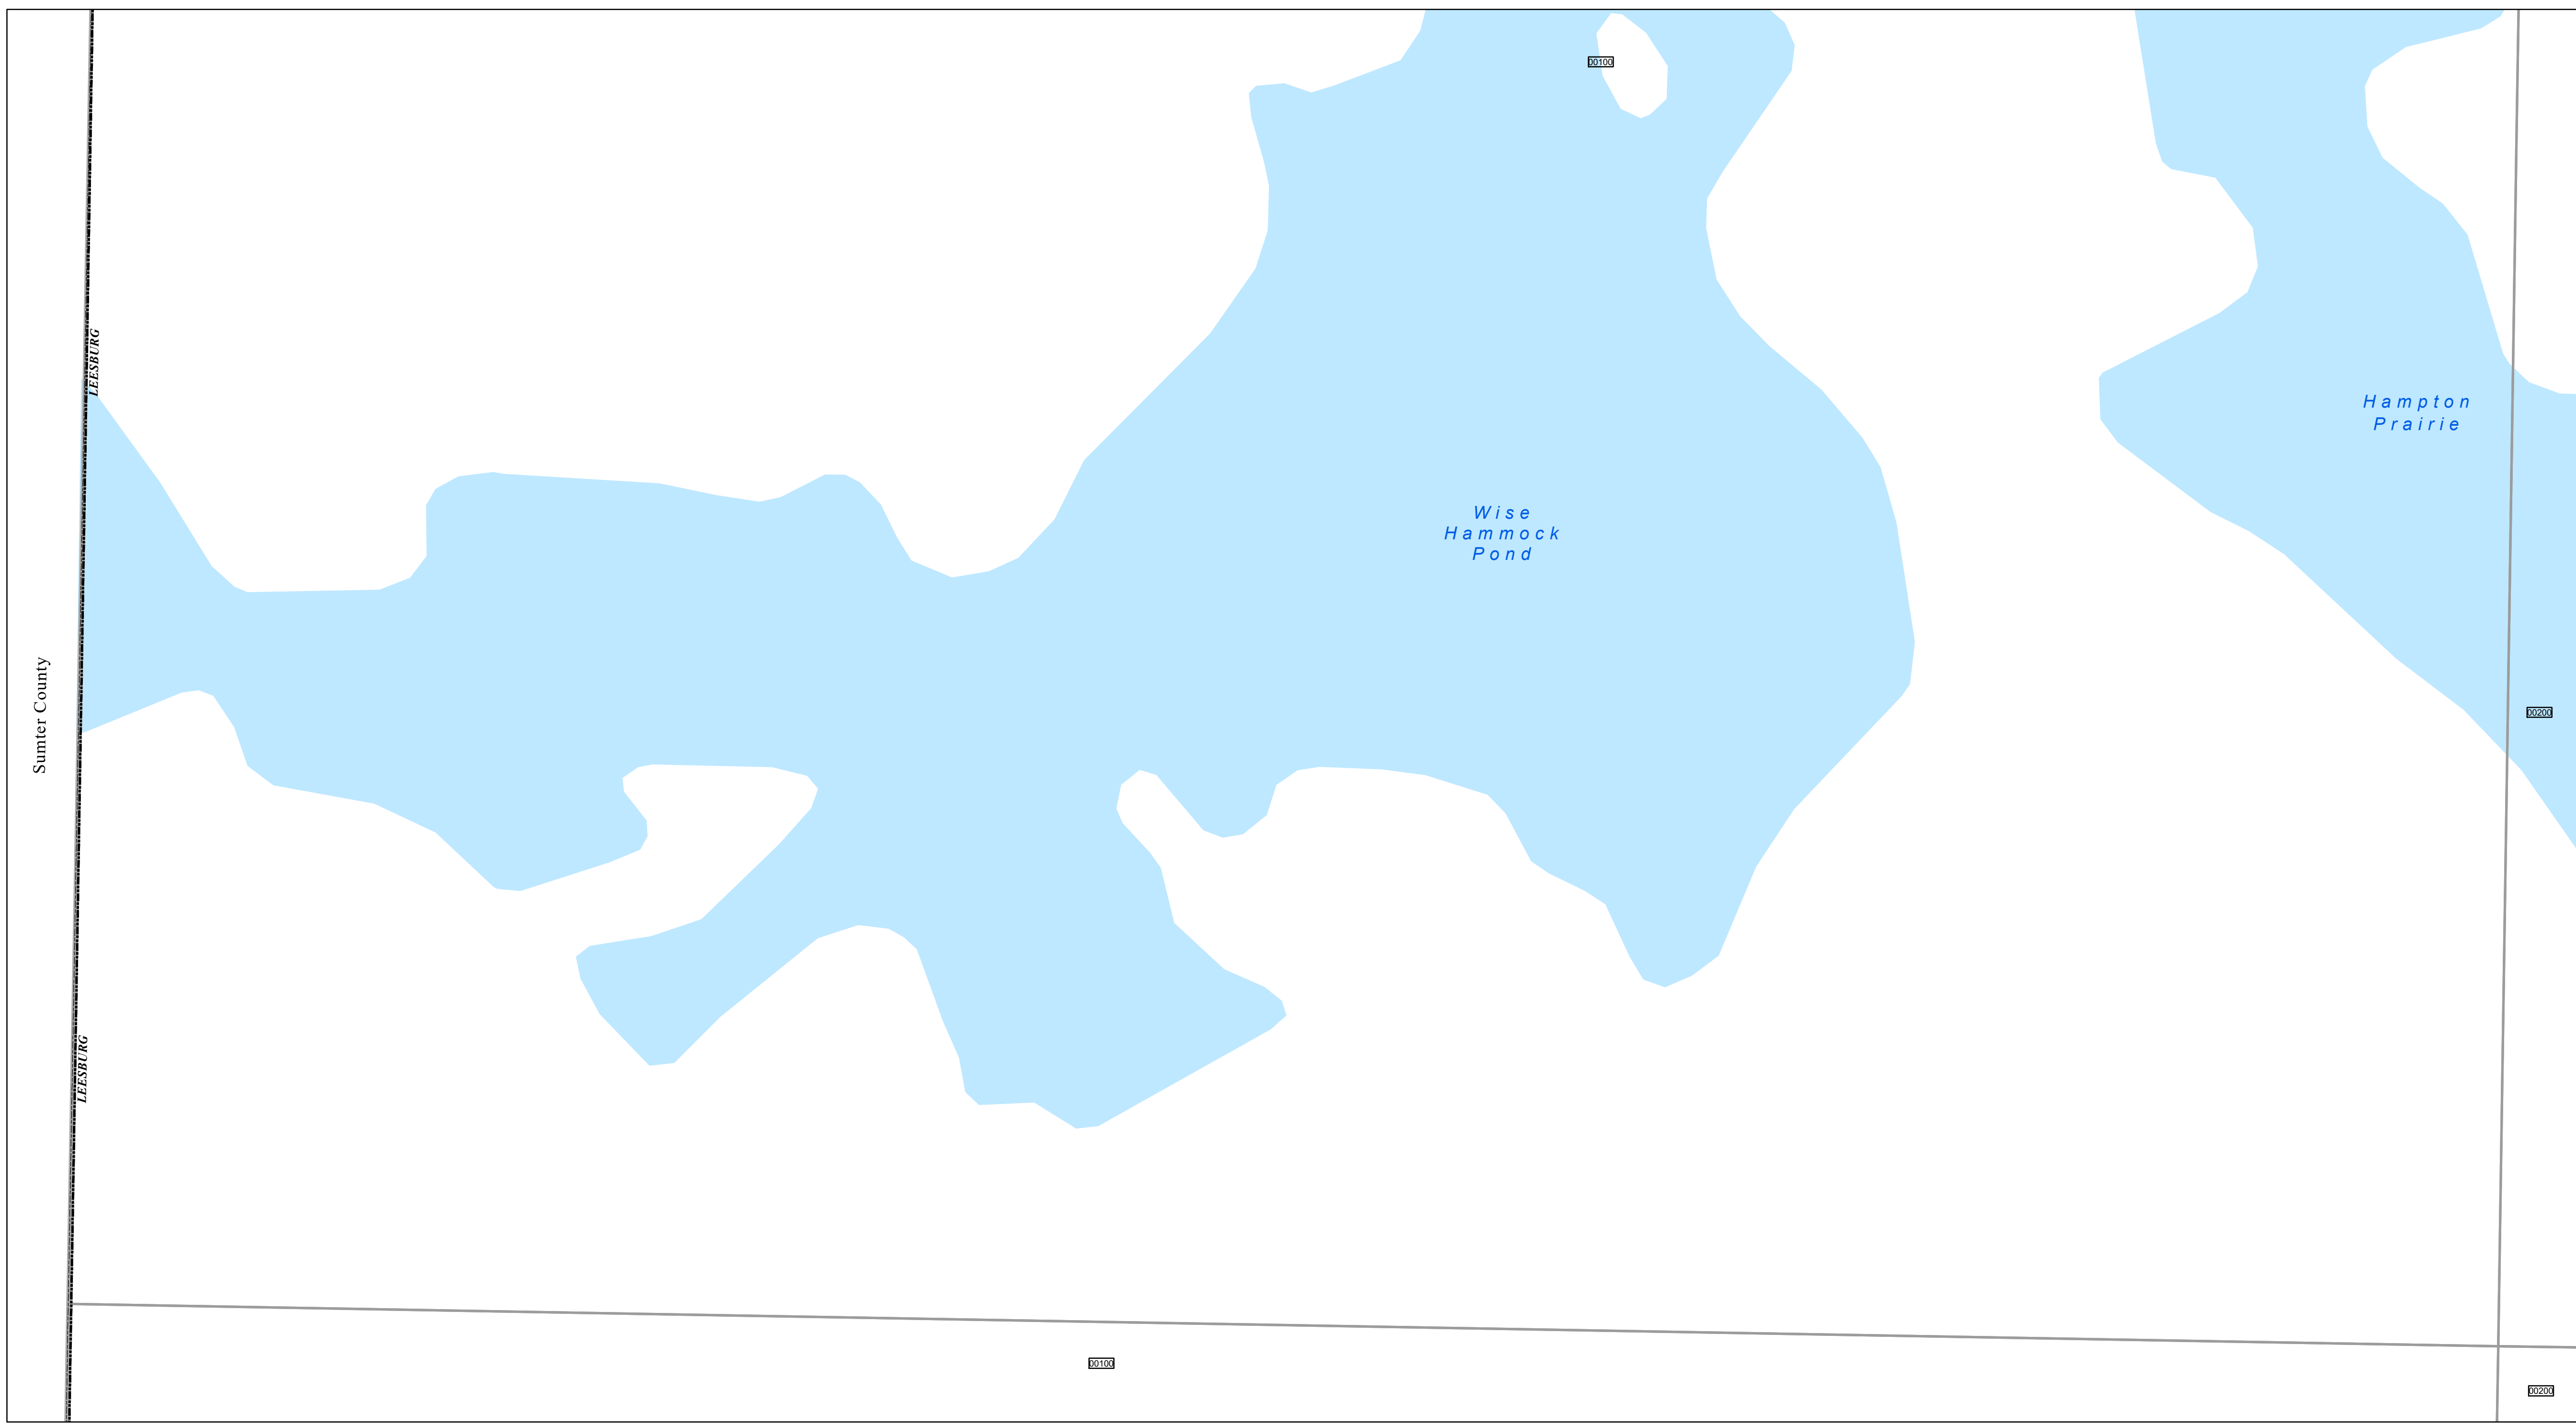 00100
LEESBURG
Hampton
Prairie
Wise
Hammock
Pond
Sumter County
00200
LEESBURG
00100
00200